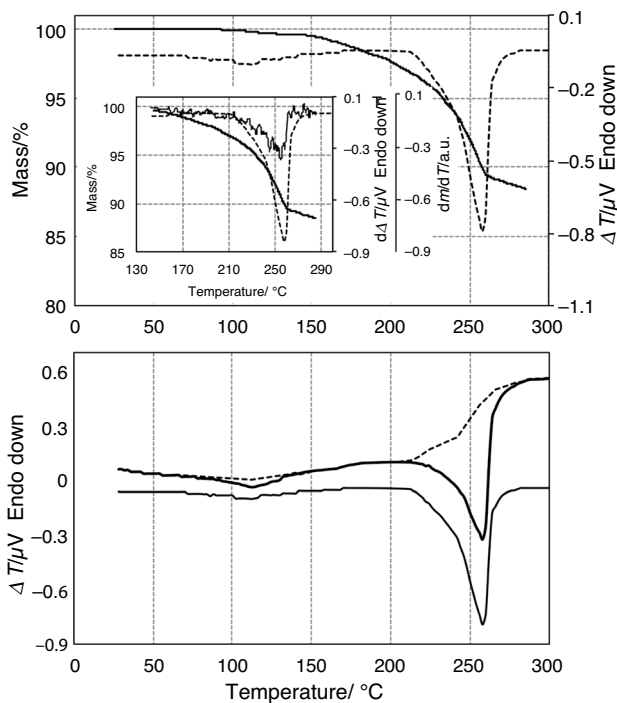 100
95
90
85
80
Mass/%
0.1
−0.2
−0.5
−0.8
−1.1
Δ T/μV Endo down
100
95
90
85
Mass/%
0.1
−0.3
−0.6
−0.9
dΔ T/μV Endo down
0.1
−0.3
−0.6
−0.9
dm/dT/a.u.
130 170 210 250 290
Temperature/ °C
0 50 100 150 200 250 300
0.6
0.3
0
−0.3
−0.6
−0.9
Δ T/μV Endo down
0 50 100 150 200 250 300
Temperature/ °C